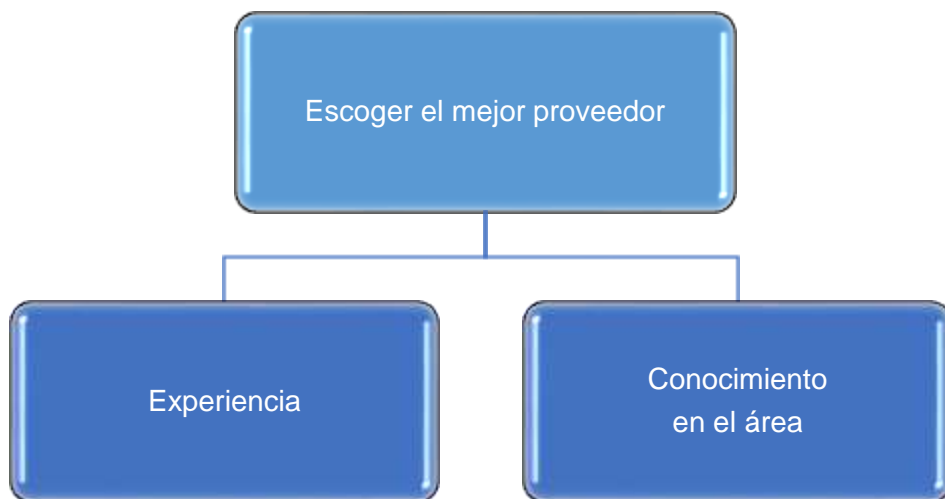 Escoger el mejor proveedor
Experiencia
Conocimiento
en el área